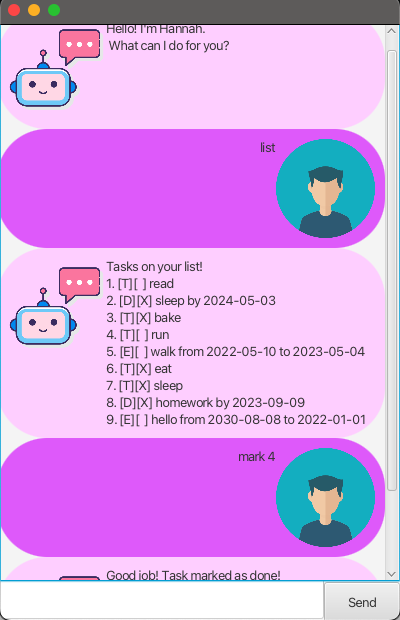 Hello! I'm Hannah.
What can I do for you?
list
Tasks on your list!
1. [T][ ] read
2. [D][X] sleep by 2024-05-03
3. [T][X] bake
4. [T][ ] run
5. [E][ ] walk from 2022-05-10 to 2023-05-04
6. [T][X] eat
7. [T][X] sleep
8. [D][X] homework by 2023-09-09
9. [E][ ] hello from 2030-08-08 to 2022-01-01
mark 4
Good job! Task marked as done!
Send